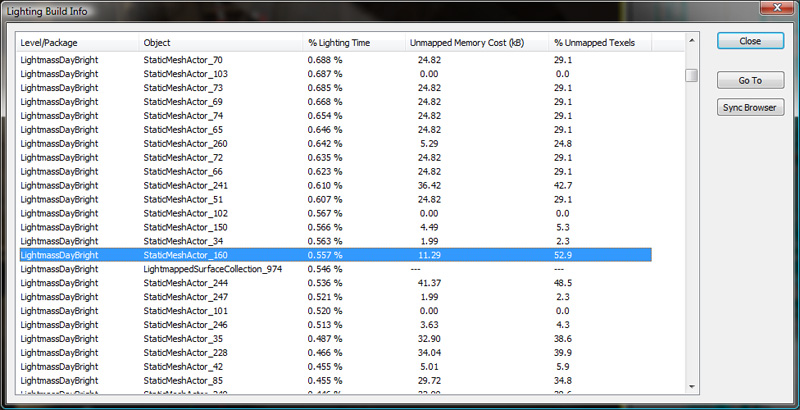 Lighting Build Info
Level/Package Object % Lighting Time Unmapped Memory Cost (kB) % Unmapped Texels
LightmassDayBright StaticMeshActor_70 0.688 % 24.82 29.1
LightmassDayBright StaticMeshActor_103 0.687 % 0.00 0.0
LightmassDayBright StaticMeshActor_73 0.685 % 24.82 29.1
LightmassDayBright StaticMeshActor_69 0.668 % 24.82 29.1
LightmassDayBright StaticMeshActor_74 0.654 % 24.82 29.1
LightmassDayBright StaticMeshActor_65 0.646 % 24.82 29.1
LightmassDayBright StaticMeshActor_260 0.642 % 5.29 24.8
LightmassDayBright StaticMeshActor_72 0.635 % 24.82 29.1
LightmassDayBright StaticMeshActor_66 0.623 % 24.82 29.1
LightmassDayBright StaticMeshActor_241 0.610 % 36.42 42.7
LightmassDayBright StaticMeshActor_51 0.607 % 24.82 29.1
LightmassDayBright StaticMeshActor_102 0.567 % 0.00 0.0
LightmassDayBright StaticMeshActor_150 0.566 % 4.49 5.3
LightmassDayBright StaticMeshActor_34 0.563 % 1.99 2.3
LightmassDayBright StaticMeshActor_160 0.557 % 11.29 52.9
LightmassDayBright LightmappedSurfaceCollection_974 0.546 % --- ---
LightmassDayBright StaticMeshActor_244 0.536 % 41.37 48.5
LightmassDayBright StaticMeshActor_247 0.521 % 1.99 2.3
LightmassDayBright StaticMeshActor_101 0.520 % 0.00 0.0
LightmassDayBright StaticMeshActor_246 0.513 % 3.63 4.3
LightmassDayBright StaticMeshActor_35 0.487 % 32.90 38.6
LightmassDayBright StaticMeshActor_228 0.466 % 34.04 39.9
LightmassDayBright StaticMeshActor_42 0.455 % 5.01 5.9
LightmassDayBright StaticMeshActor_85 0.455 % 29.72 34.8
LightmassDayBright
Close
Go To
Sync Browser